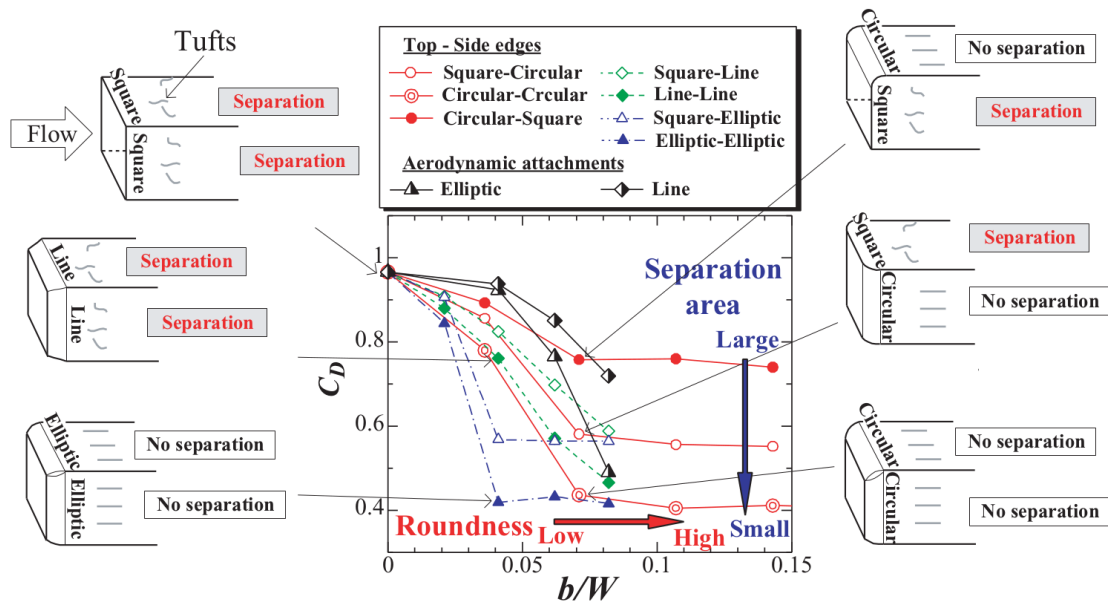 Tufts
Square
Square
Separation
Separation
Flow
Top - Side edges
Square-Circular
Circular-Crcular
Circular-Square
Square-Line
Line-Line
Square-Elliptic
Elliptic-Elliptic
Aerodynamic attachments
Elliptic
Line
Circular
Square
No separation
Separation
Line
Line
Separation
Separation
Square
Circular
Separation
No separation
Elliptic
Elliptic
No separation
No separation
Circular
Circular
No separation
No separation
Separation
area
Large
Small
Roundness
Low
High
C_D
1
0.8
0.6
0.4
0
0.05
0.1
0.15
b/W